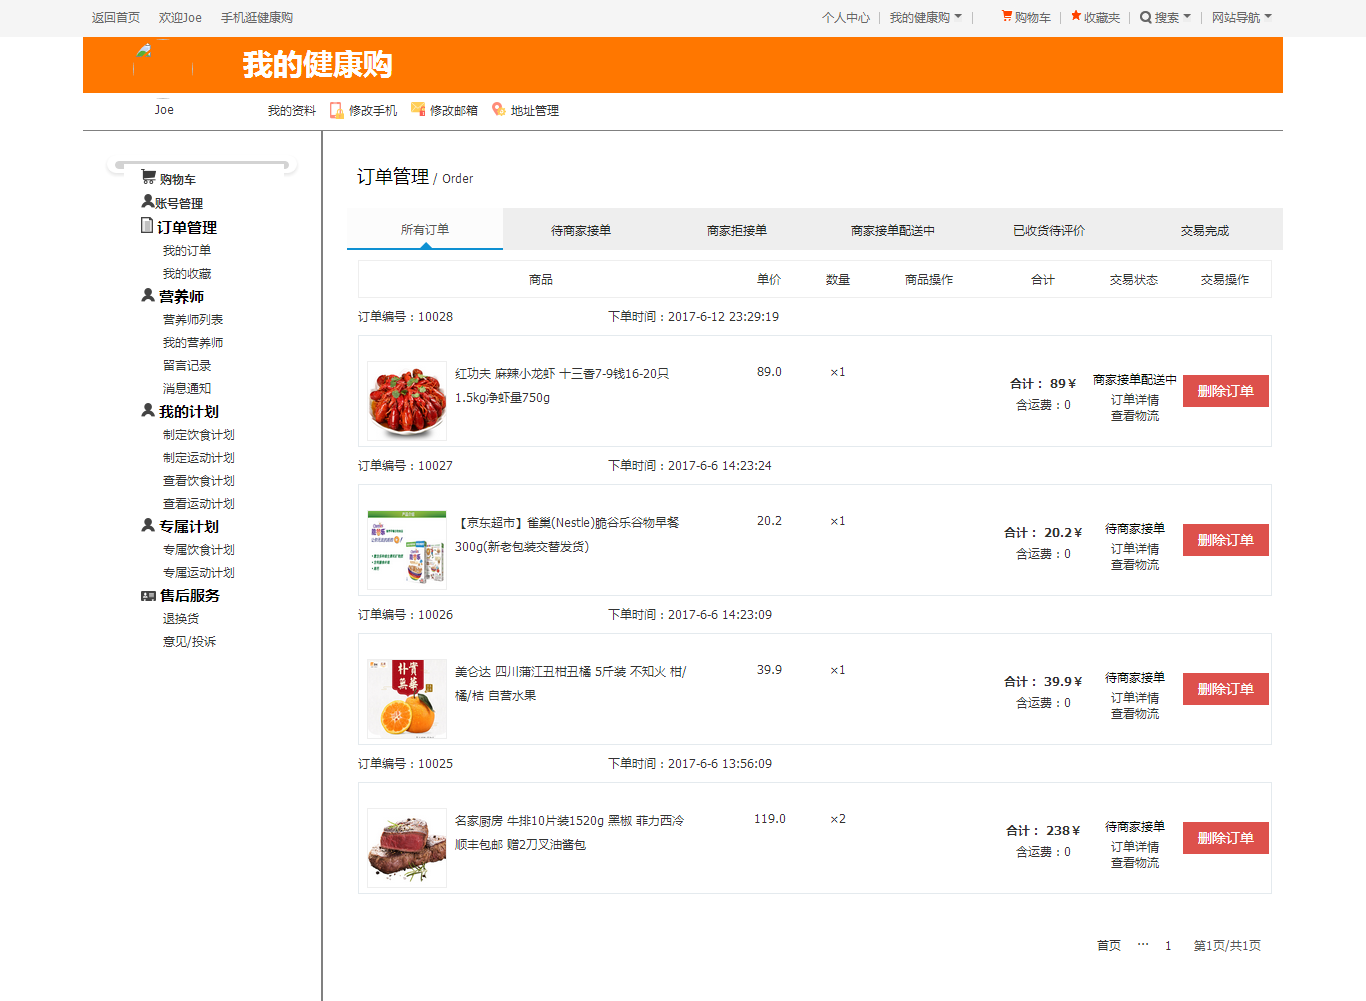 返回首页 欢迎Joe 手机逛健康购 个人中心 我的健康购 购物车 收藏夹 搜索 网站导航
我的健康购
Joe 我的资料 修改手机 修改邮箱 地址管理
购物车
账号管理
订单管理
我的订单
我的收藏
营养师
营养师列表
我的营养师
留言记录
消息通知
我的计划
制定饮食计划
制定运动计划
查看饮食计划
查看运动计划
专属计划
专属饮食计划
专属运动计划
售后服务
退换货
意见/投诉
订单管理 / Order
所有订单 待商家接单 商家拒接单 商家接单配送中 已收货待评价 交易完成
商品 单价 数量 商品操作 合计 交易状态 交易操作
订单编号：10028 下单时间：2017-6-12 23:29:19
红功夫 麻辣小龙虾 十三香7-9钱16-20只 89.0 ×1
1.5kg净虾量750g
合计： 89￥
含运费：0
商家接单配送中
订单详情
查看物流
删除订单
订单编号：10027 下单时间：2017-6-6 14:23:24
【京东超市】雀巢(Nestle)脆谷乐谷物早餐 20.2 ×1
300g(新老包装交替发货)
合计： 20.2￥
含运费：0
待商家接单
订单详情
查看物流
删除订单
订单编号：10026 下单时间：2017-6-6 14:23:09
美仑达 四川蒲江丑柑丑橘 5斤装 不知火 柑/ 39.9 ×1
橘/桔 自营水果
合计： 39.9￥
含运费：0
待商家接单
订单详情
查看物流
删除订单
订单编号：10025 下单时间：2017-6-6 13:56:09
名家厨房 牛排10片装1520g 黑椒 菲力西冷 119.0 ×2
顺丰包邮 赠2刀叉油酱包
合计： 238￥
含运费：0
待商家接单
订单详情
查看物流
删除订单
首页 ··· 1 第1页/共1页